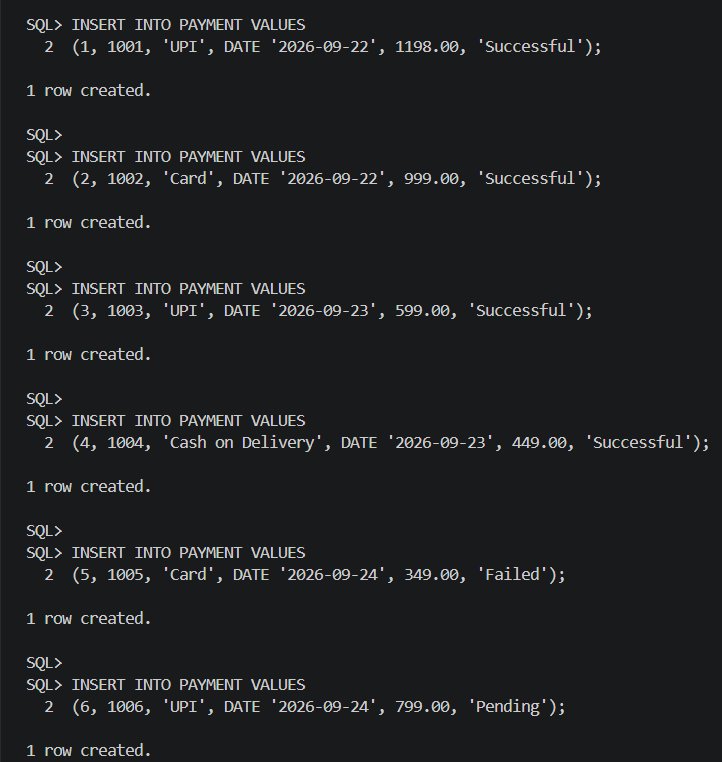 SQL> INSERT INTO PAYMENT VALUES
  2  (1, 1001, 'UPI', DATE '2026-09-22', 1198.00, 'Successful');
1 row created.
SQL>
SQL> INSERT INTO PAYMENT VALUES
  2  (2, 1002, 'Card', DATE '2026-09-22', 999.00, 'Successful');
1 row created.
SQL>
SQL> INSERT INTO PAYMENT VALUES
  2  (3, 1003, 'UPI', DATE '2026-09-23', 599.00, 'Successful');
1 row created.
SQL>
SQL> INSERT INTO PAYMENT VALUES
  2  (4, 1004, 'Cash on Delivery', DATE '2026-09-23', 449.00, 'Successful');
1 row created.
SQL>
SQL> INSERT INTO PAYMENT VALUES
  2  (5, 1005, 'Card', DATE '2026-09-24', 349.00, 'Failed');
1 row created.
SQL>
SQL> INSERT INTO PAYMENT VALUES
  2  (6, 1006, 'UPI', DATE '2026-09-24', 799.00, 'Pending');
1 row created.